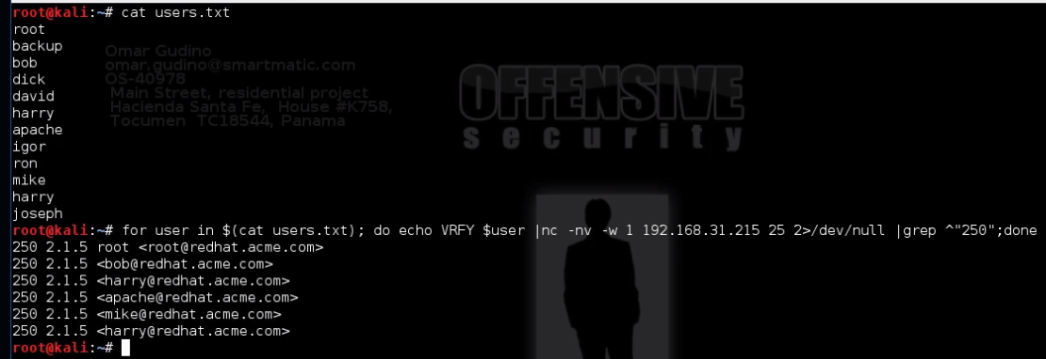 root@kali:~# cat users.txt
root
backup
bob
dick
david
harry
apache
igor
ron
mike
harry
joseph
Omar Gudino
omar.gudino@smartmatic.com
OS-40978
Main Street, residential project
Hacienda Santa Fe, House #K758,
Tocumen TC18544, Panama
OFFENSIVE
security
root@kali:~# for user in $(cat users.txt); do echo VRFY $user |nc -nv -w 1 192.168.31.215 25 2>/dev/null |grep ^"250";done
250 2.1.5 root <root@redhat.acme.com>
250 2.1.5 <bob@redhat.acme.com>
250 2.1.5 <harry@redhat.acme.com>
250 2.1.5 <apache@redhat.acme.com>
250 2.1.5 <mike@redhat.acme.com>
250 2.1.5 <harry@redhat.acme.com>
root@kali:~#